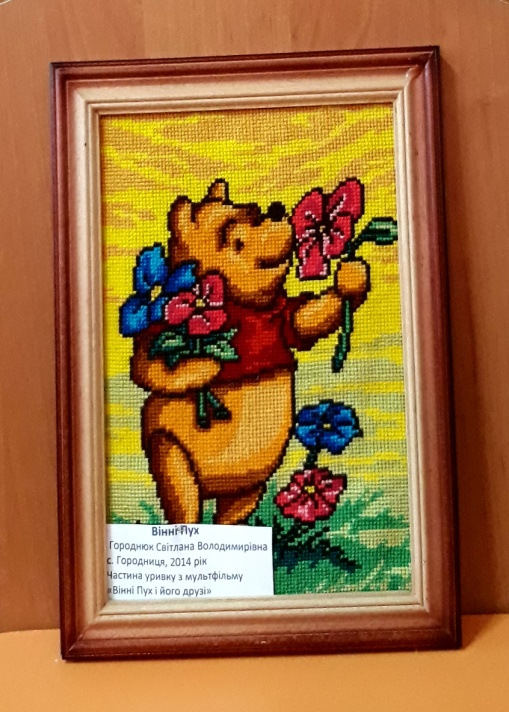 Вінні Пух
Городнюк Світлана Володимирівна
с. Городниця, 2014 рік
Частина уривку з мультфільму
«Вінні Пух і його друзі»